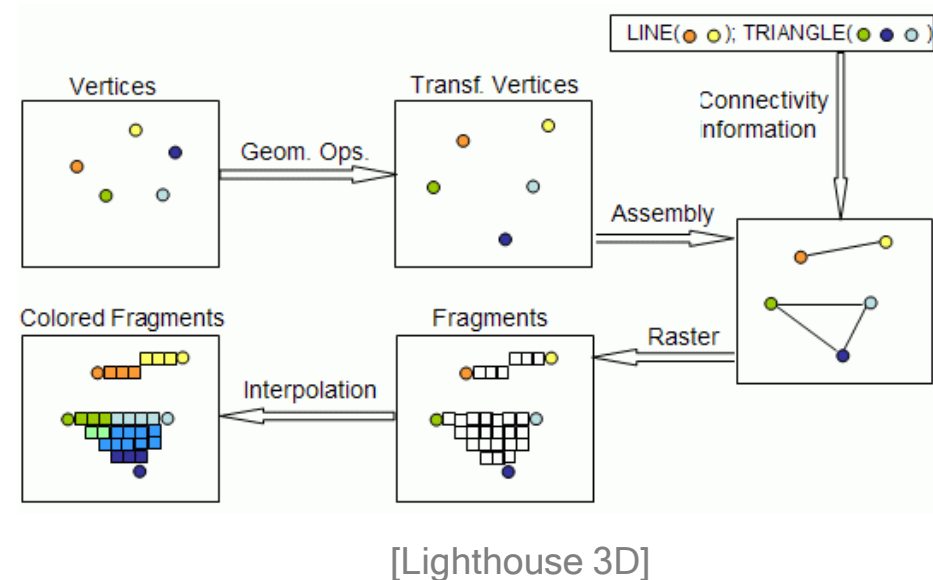 LINE( ); TRIANGLE( )
Vertices
Transf. Vertices
Connectivity
information
Geom. Ops.
Assembly
Colored Fragments
Fragments
Raster
Interpolation
[Lighthouse 3D]